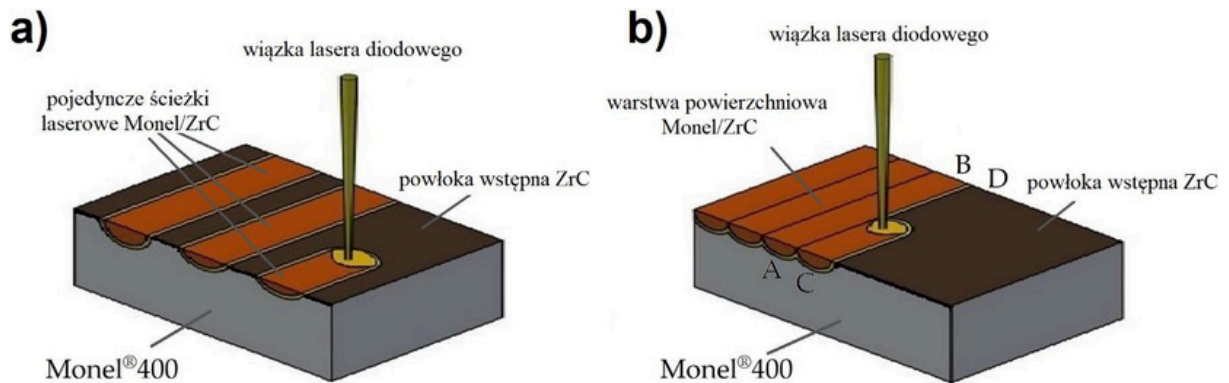 a)
wiązka lasera diodowego
pojedyncze ścieżki
laserowe Monel/ZrC
powłoka wstępna ZrC
Monel®400
b)
wiązka lasera diodowego
warstwa powierzchniowa
Monel/ZrC
B
D
powłoka wstępna ZrC
A
C
Monel®400